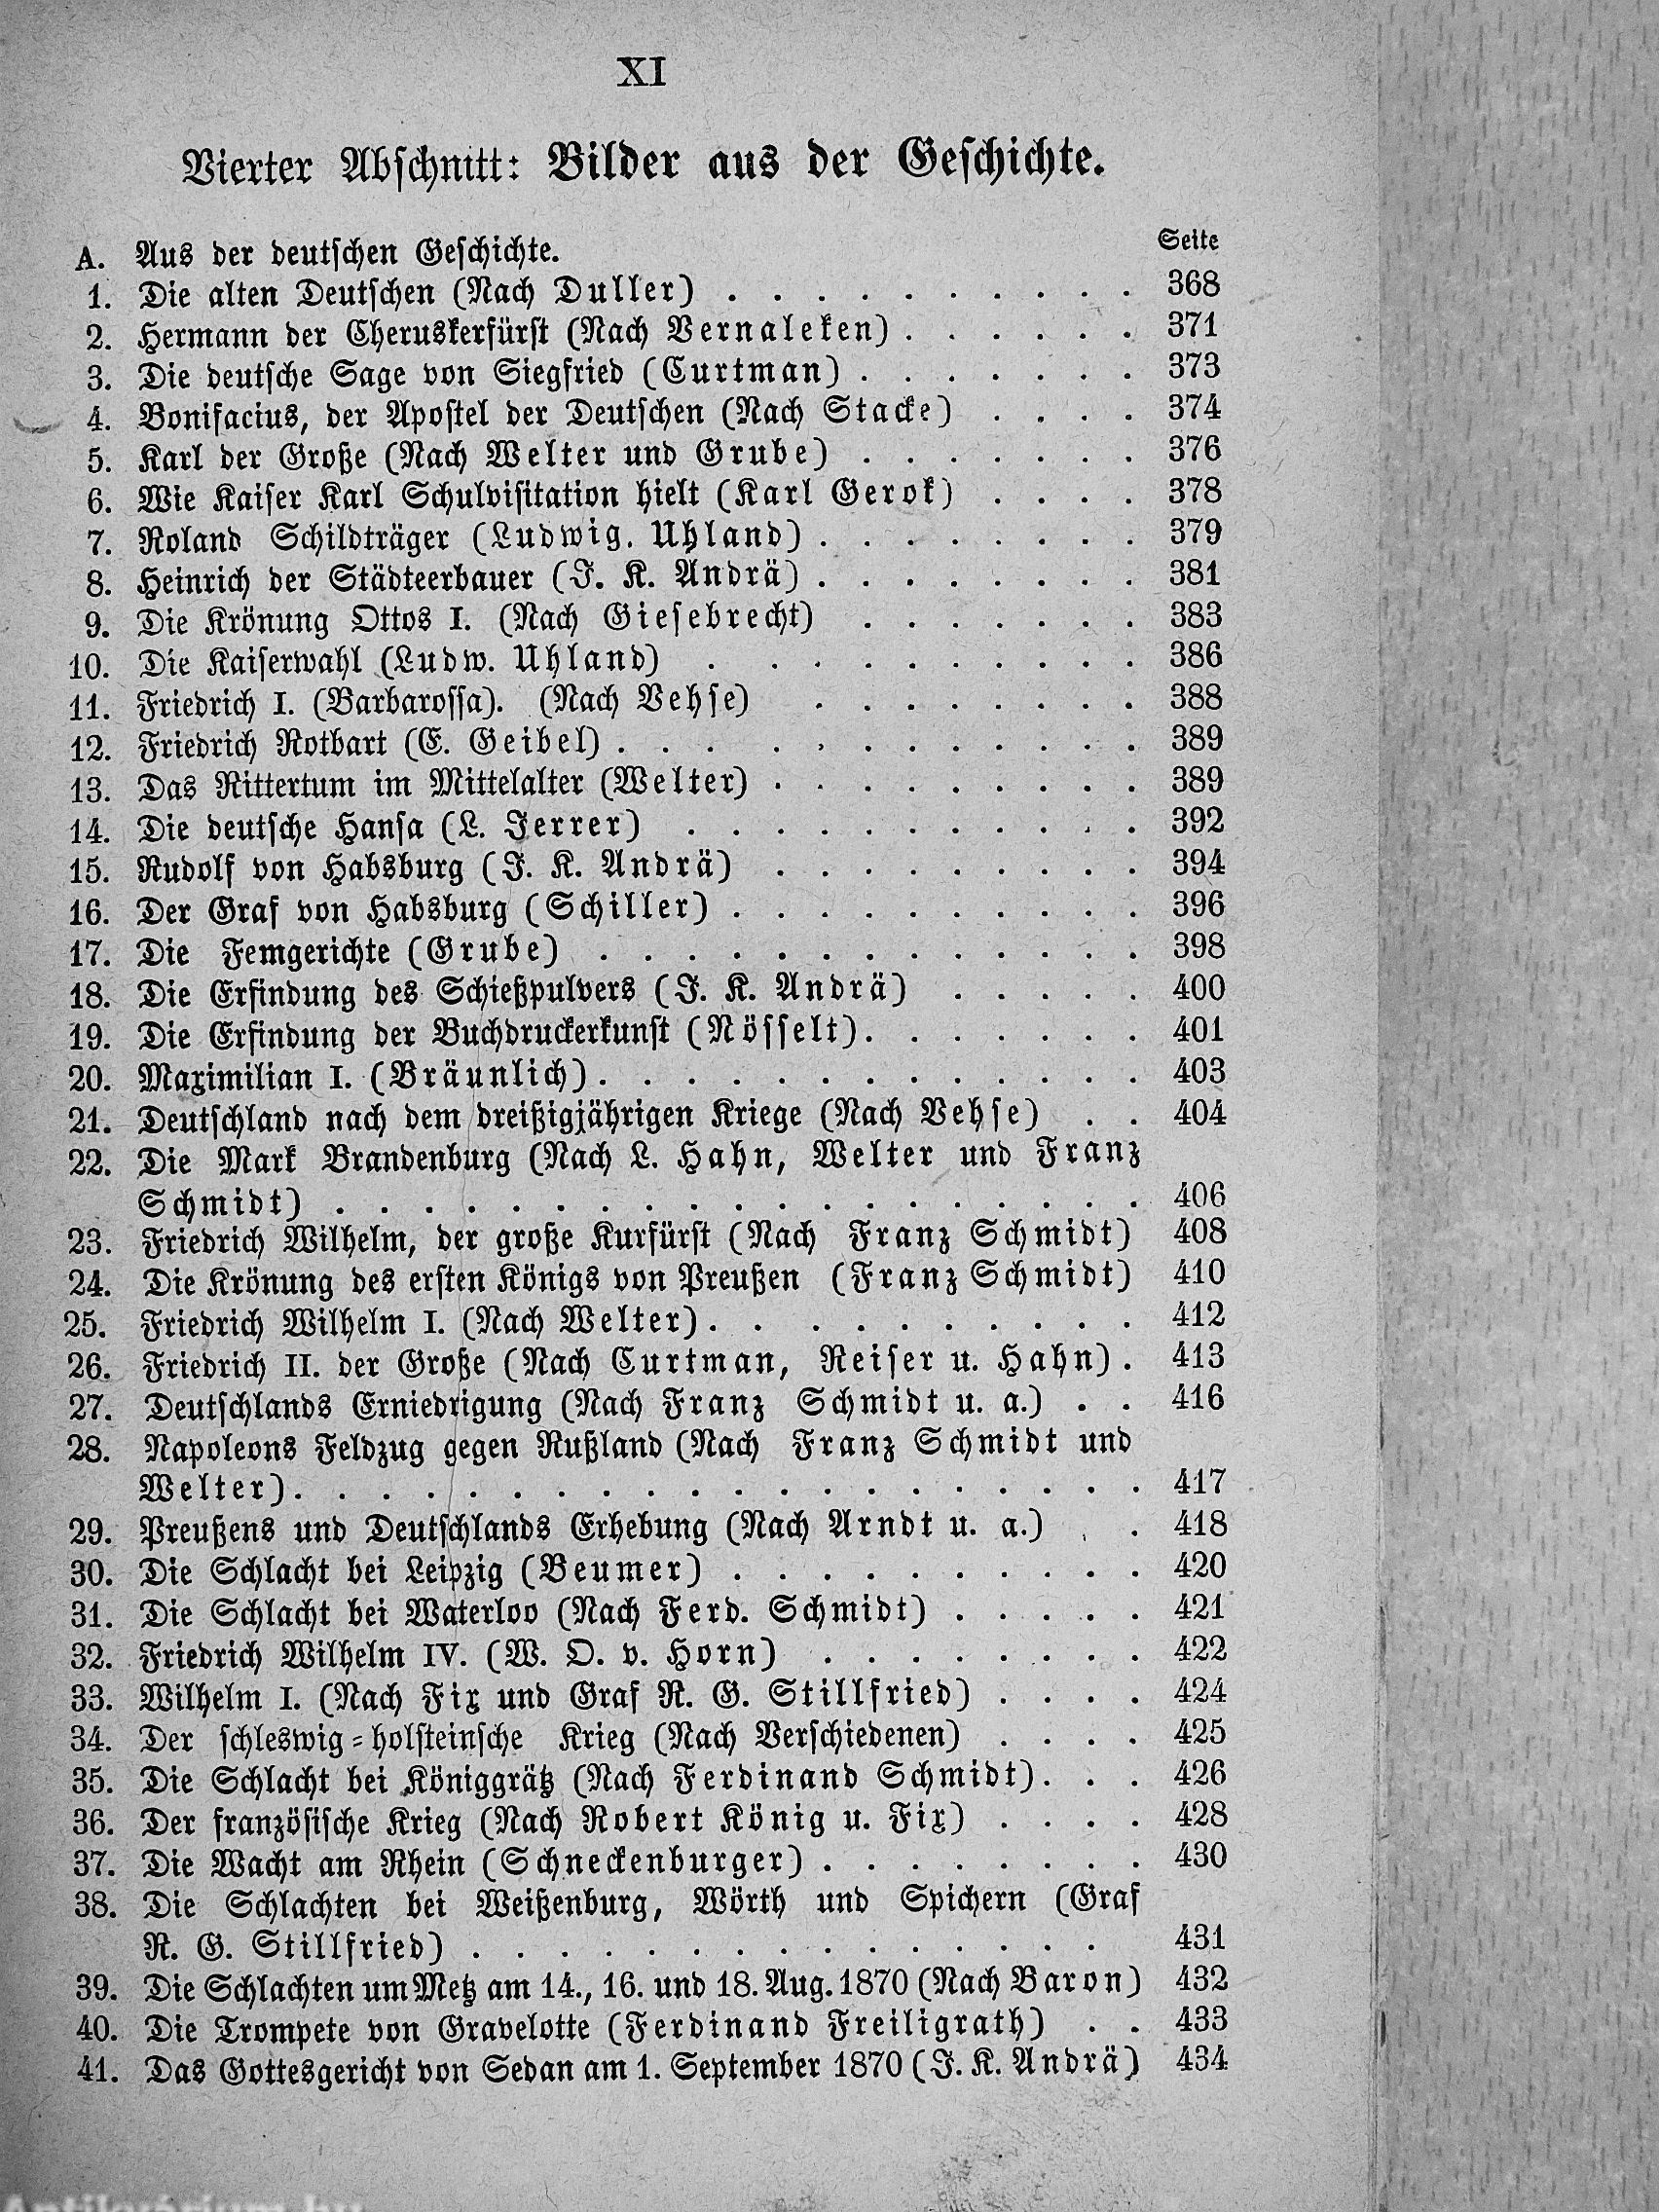 XI
Vierter Abschnitt: Bilder aus der Geschichte.
A. Aus der deutschen Geschichte. Seite
1. Die alten Deutschen (Nach Duller) . . . . . . . . . . 368
2. Hermann der Cheruskerfürst (Nach Vernaleken) . . . . . . 371
3. Die deutsche Sage von Siegfried (Curtman) . . . . . . . 373
4. Bonifacius, der Apostel der Deutschen (Nach Stacke) . . . . 374
5. Karl der Große (Nach Welter und Grube) . . . . . . . 376
6. Wie Kaiser Karl Schulvisitation hielt (Karl Gerok) . . . . 378
7. Roland Schildträger (Ludwig. Uhland) . . . . . . . . 379
8. Heinrich der Städteerbauer (J. K. Andrä) . . . . . . . . 381
9. Die Krönung Ottos I. (Nach Giesebrecht) . . . . . . . 383
10. Die Kaiserwahl (Ludw. Uhland) . . . . . . . . . . 386
11. Friedrich I. (Barbarossa). (Nach Vehse) . . . . . . . . 388
12. Friedrich Rotbart (E. Geibel) . . . . . . . . . . . . 389
13. Das Rittertum im Mittelalter (Welter) . . . . . . . . . 389
14. Die deutsche Hansa (L. Ferrer) . . . . . . . . . . . 392
15. Rudolf von Habsburg (J. K. Andrä) . . . . . . . . . 394
16. Der Graf von Habsburg (Schiller) . . . . . . . . . . 396
17. Die Femgerichte (Grube) . . . . . . . . . . . . . 398
18. Die Erfindung des Schießpulvers (J. K. Andrä) . . . . . 400
19. Die Erfindung der Buchdruckerkunst (Nösselt) . . . . . . . 401
20. Maximilian I. (Bräunlich) . . . . . . . . . . . . . 403
21. Deutschland nach dem dreißigjährigen Kriege (Nach Vehse) . . 404
22. Die Mark Brandenburg (Nach L. Hahn, Welter und Franz
Schmidt) . . . . . . . . . . . . . . . . . . . 406
23. Friedrich Wilhelm, der große Kurfürst (Nach Franz Schmidt) 408
24. Die Krönung des ersten Königs von Preußen (Franz Schmidt) 410
25. Friedrich Wilhelm I. (Nach Welter) . . . . . . . . . . 412
26. Friedrich II. der Große (Nach Curtman, Reiser u. Hahn) . 413
27. Deutschlands Erniedrigung (Nach Franz Schmidt u. a.) . . 416
28. Napoleons Feldzug gegen Rußland (Nach Franz Schmidt und
Welter) . . . . . . . . . . . . . . . . . . . . 417
29. Preußens und Deutschlands Erhebung (Nach Arndt u. a.) . . 418
30. Die Schlacht bei Leipzig (Beumer) . . . . . . . . . . 420
31. Die Schlacht bei Waterloo (Nach Ferd. Schmidt) . . . . . 421
32. Friedrich Wilhelm IV. (W. O. v. Horn) . . . . . . . . 422
33. Wilhelm I. (Nach Fix und Graf R. G. Stillfried) . . . . 424
34. Der schleswig-holsteinsche Krieg (Nach Verschiedenen) . . . . 425
35. Die Schlacht bei Königgrätz (Nach Ferdinand Schmidt) . . . 426
36. Der französische Krieg (Nach Robert König u. Fix) . . . . 428
37. Die Wacht am Rhein (Schneckenburger) . . . . . . . . 430
38. Die Schlachten bei Weißenburg, Wörth und Spichern (Graf
R. G. Stillfried) . . . . . . . . . . . . . . . 431
39. Die Schlachten um Metz am 14., 16. und 18. Aug. 1870 (Nach Baron) 432
40. Die Trompete von Gravelotte (Ferdinand Freiligrath) . . 433
41. Das Gottesgericht von Sedan am 1. September 1870 (J. K. Andrä) 434